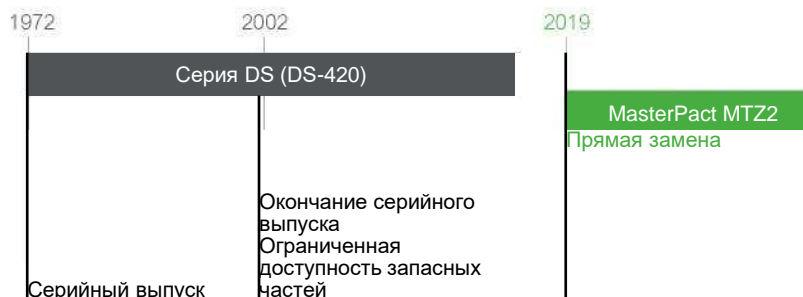 1972
2002
2019
Серия DS (DS-420)
MasterPact MTZ2
Прямая замена
Окончание серийного
выпуска
Ограниченная
доступность запасных
частей
Серийный выпуск